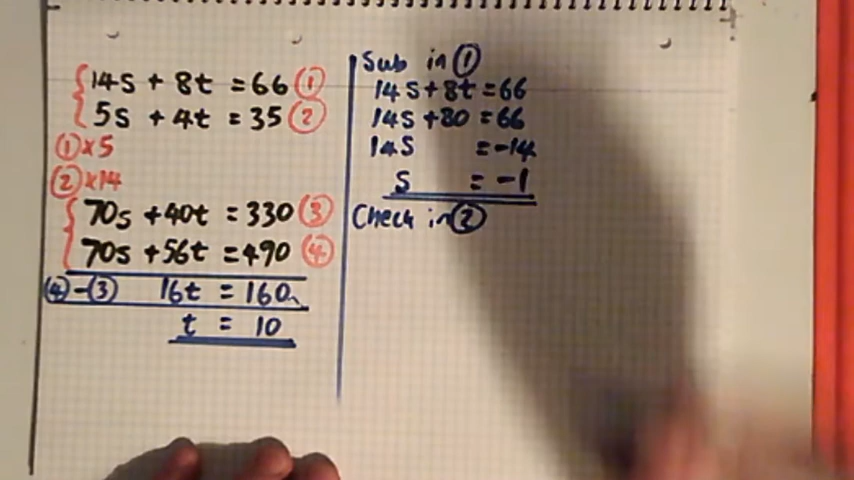 14s + 8t = 66 ①
5s + 4t = 35 ②
① x 5
② x 14
70s + 40t = 330 ③
70s + 56t = 490 ④
④ - ③ 16t = 160
t = 10
Sub in ①
14s + 8t = 66
14s + 80 = 66
14s = -14
s = -1
Check in ②